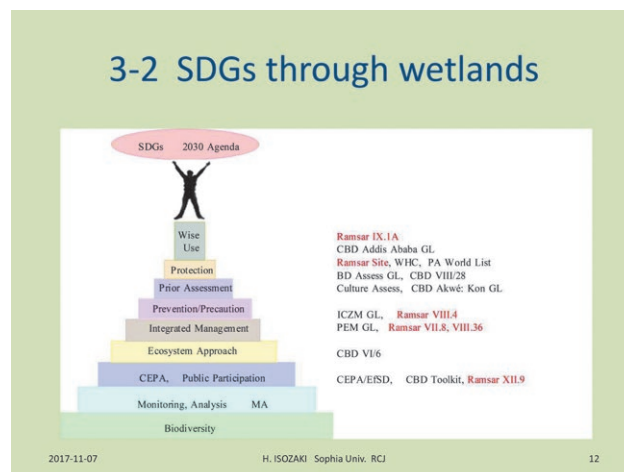 3-2 SDGs through wetlands
SDGs 2030 Agenda
Wise
Use
Protection
Prior Assessment
Prevention/Precaution
Integrated Management
Ecosystem Approach
CEPA, Public Participation
Monitoring, Analysis MA
Biodiversity
Ramsar IX.1A
CBD Addis Ababa GL
Ramsar Site, WHC, PA World List
BD Assess GL, CBD VIII/28
Culture Assess, CBD Akwé: Kon GL
ICZM GL, Ramsar VIII.4
PEM GL, Ramsar VII.8, VIII.36
CBD VI/6
CEPA/EfSD, CBD Toolkit, Ramsar XII.9
2017-11-07
H. ISOZAKI Sophia Univ. RCJ
12